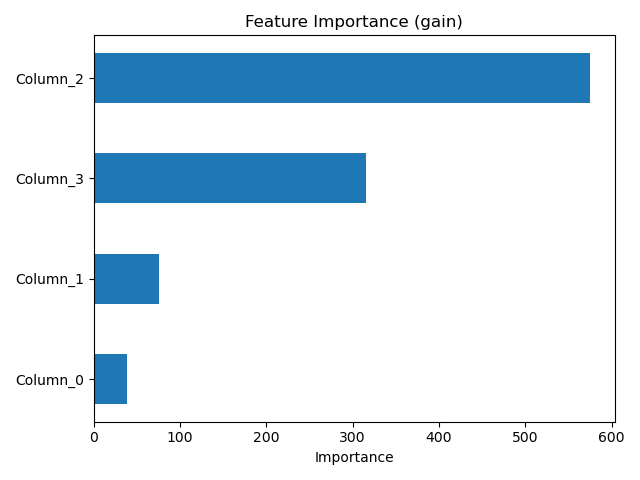 Feature Importance (gain)
Column_2
Column_3
Column_1
Column_0
0 100 200 300 400 500 600
Importance